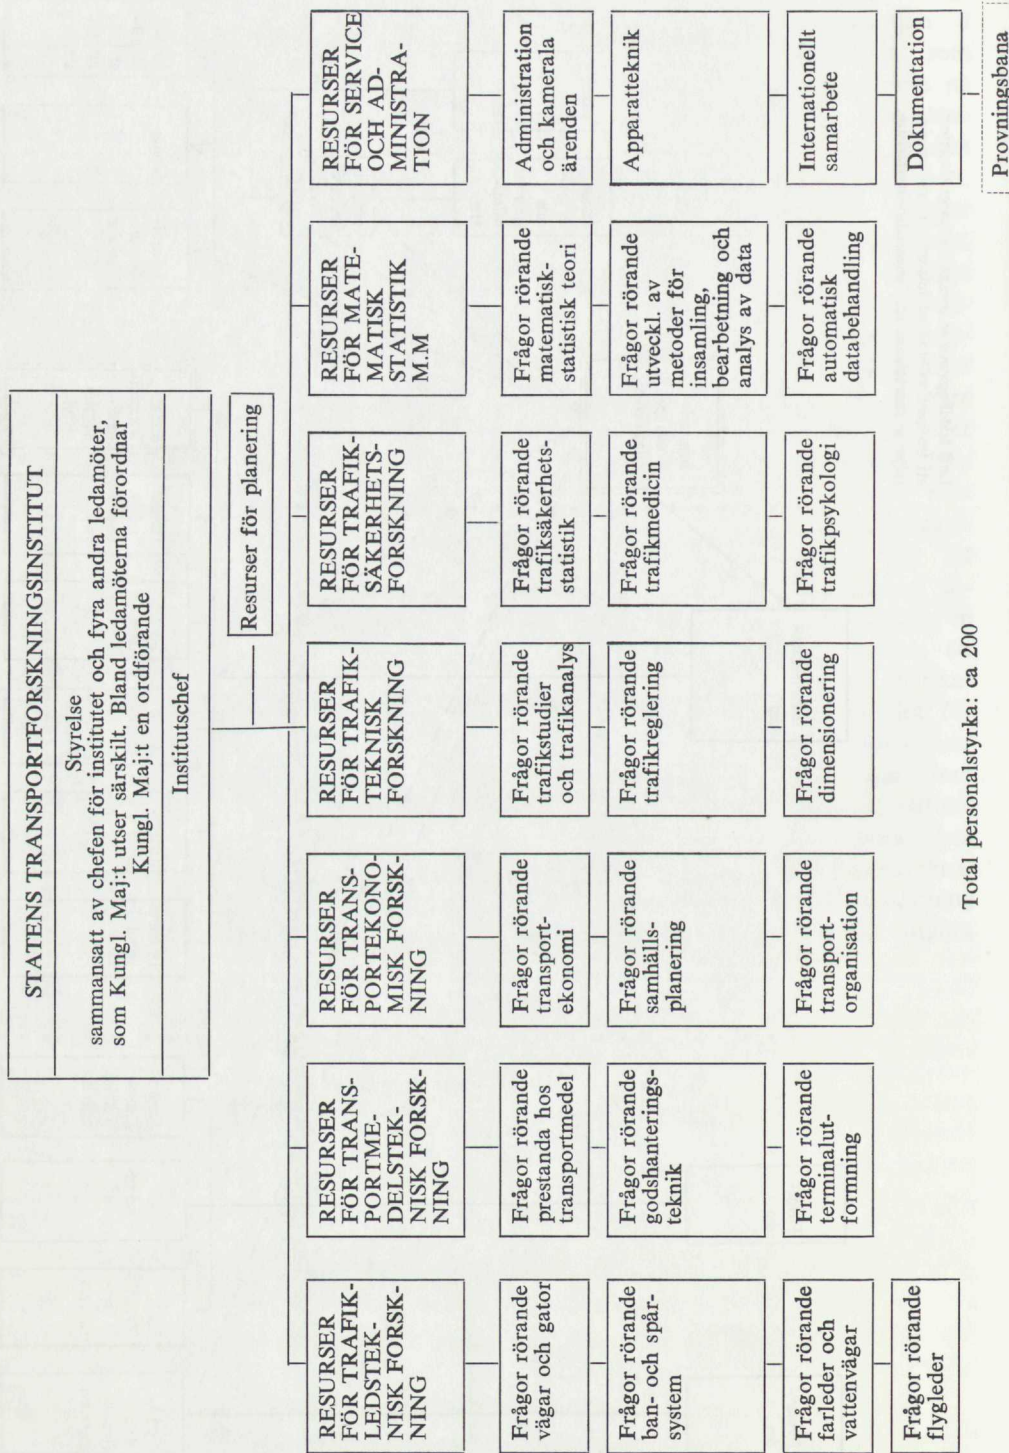 STATENS TRANSPORTFORSKNINGSINSTITUT
Styrelse
sammansatt av chefen för institutet och fyra andra ledamöter,
som Kungl. Maj:t utser särskilt. Bland ledamöterna förordnar
Kungl. Maj:t en ordförande
Institutschef
Resurser för planering
RESURSER
FÖR TRAFIK-
LEDSTEK-
NISK FORSK-
NING
Frågor rörande
vägar och gator
Frågor rörande
ban- och spår-
system
Frågor rörande
farleder och
vattenvägar
Frågor rörande
flygleder
RESURSER
FÖR TRANS-
PORTME-
DELSTEK-
NISK FORSK-
NING
Frågor rörande
prestanda hos
transportmedel
Frågor rörande
godshanterings-
teknik
Frågor rörande
terminalut-
formning
RESURSER
FÖR TRANS-
PORTEKONO-
MISK FORSK-
NING
Frågor rörande
transport-
ekonomi
Frågor rörande
samhälls-
planering
Frågor rörande
transport-
organisation
RESURSER
FÖR TRAFIK-
TEKNISK
FORSKNING
Frågor rörande
trafikstudier
och trafikanalys
Frågor rörande
trafikreglering
Frågor rörande
dimensionering
RESURSER
FÖR TRAFIK-
SÄKERHETS-
FORSKNING
Frågor rörande
trafiksäkerhets-
statistik
Frågor rörande
trafikmedicin
Frågor rörande
trafikpsykologi
RESURSER
FÖR MATE-
MATISK
STATISTIK
M.M
Frågor rörande
matematisk-
statistisk teori
Frågor rörande
utveckl. av
metoder för
insamling,
bearbetning och
analys av data
Frågor rörande
automatisk
databehandling
RESURSER
FÖR SERVICE
OCH AD-
MINISTRA-
TION
Administration
och kamerala
ärenden
Apparatteknik
Internationellt
samarbete
Dokumentation
Provningsbana
Total personalstyrka: ca 200